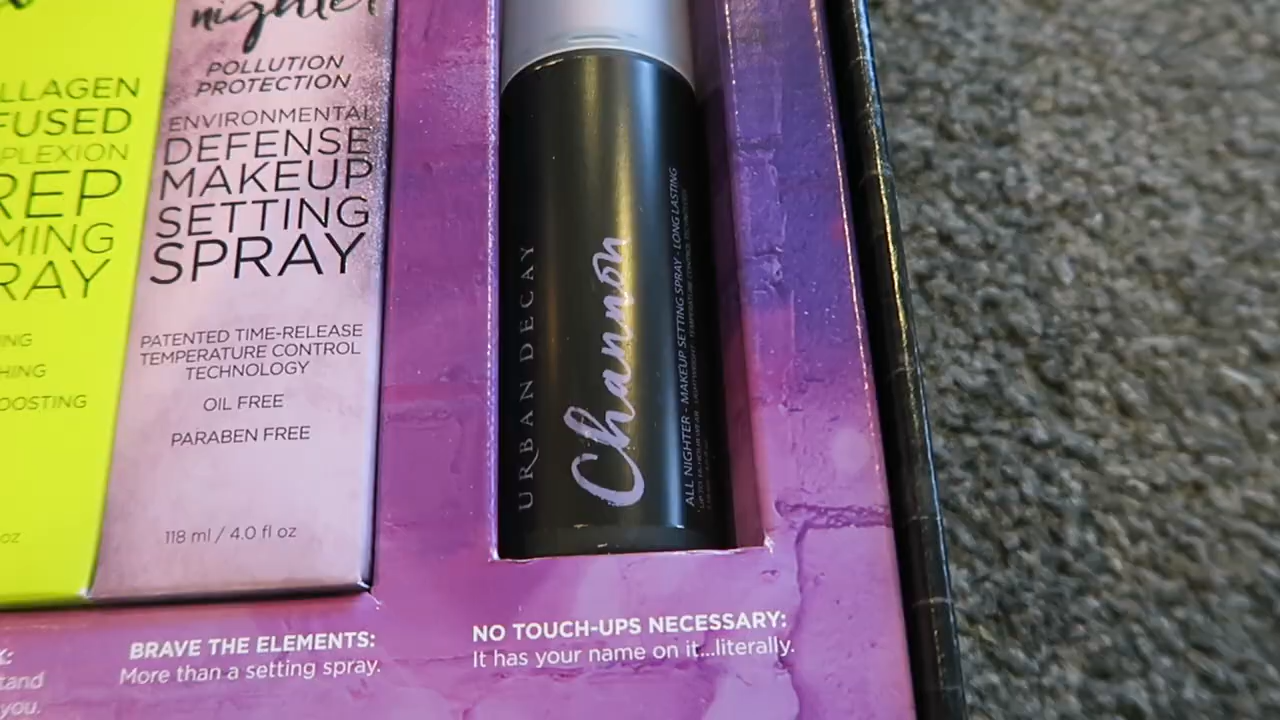 LLAGEN
FUSED
PLEXION
REP
MING
RAY
ING
HING
OOSTING
oz
nighter
POLLUTION
PROTECTION
ENVIRONMENTAL
DEFENSE
MAKEUP
SETTING
SPRAY
PATENTED TIME-RELEASE
TEMPERATURE CONTROL
TECHNOLOGY
OIL FREE
PARABEN FREE
118 ml / 4.0 fl oz
URBAN DECAY
Channon
ALL NIGHTER - MAKEUP SETTING SPRAY - LONG LASTING
tand
you.
BRAVE THE ELEMENTS:
More than a setting spray.
NO TOUCH-UPS NECESSARY:
It has your name on it...literally.